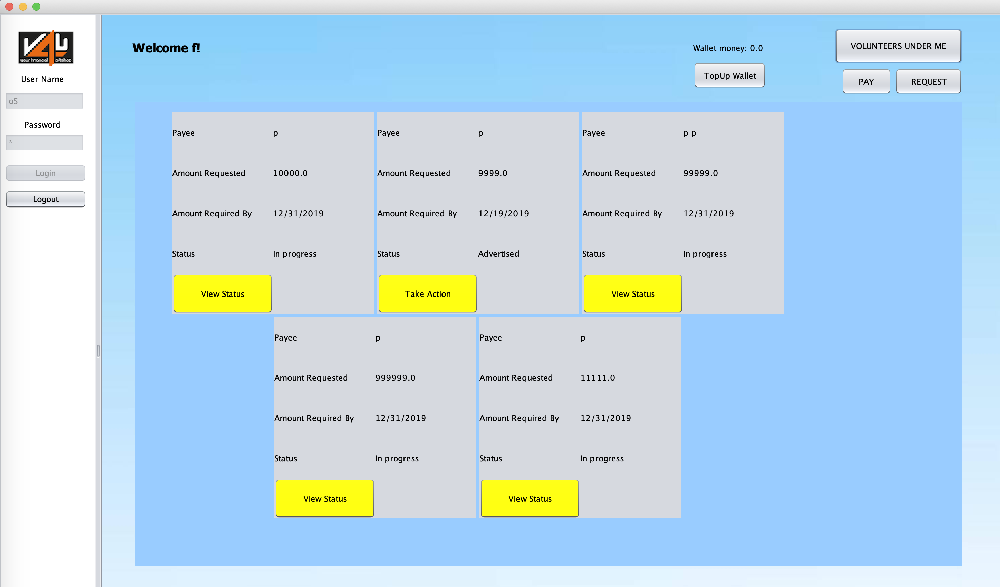 V4U
your financial pitshop
User Name
o5
Password
*
Login
Logout
Welcome f!
Wallet money: 0.0
TopUp Wallet
VOLUNTEERS UNDER ME
PAY REQUEST
Payee p
Amount Requested 10000.0
Amount Required By 12/31/2019
Status In progress
View Status
Payee p
Amount Requested 9999.0
Amount Required By 12/19/2019
Status Advertised
Take Action
Payee p p
Amount Requested 99999.0
Amount Required By 12/31/2019
Status In progress
View Status
Payee p
Amount Requested 999999.0
Amount Required By 12/31/2019
Status In progress
View Status
Payee p
Amount Requested 11111.0
Amount Required By 12/31/2019
Status In progress
View Status